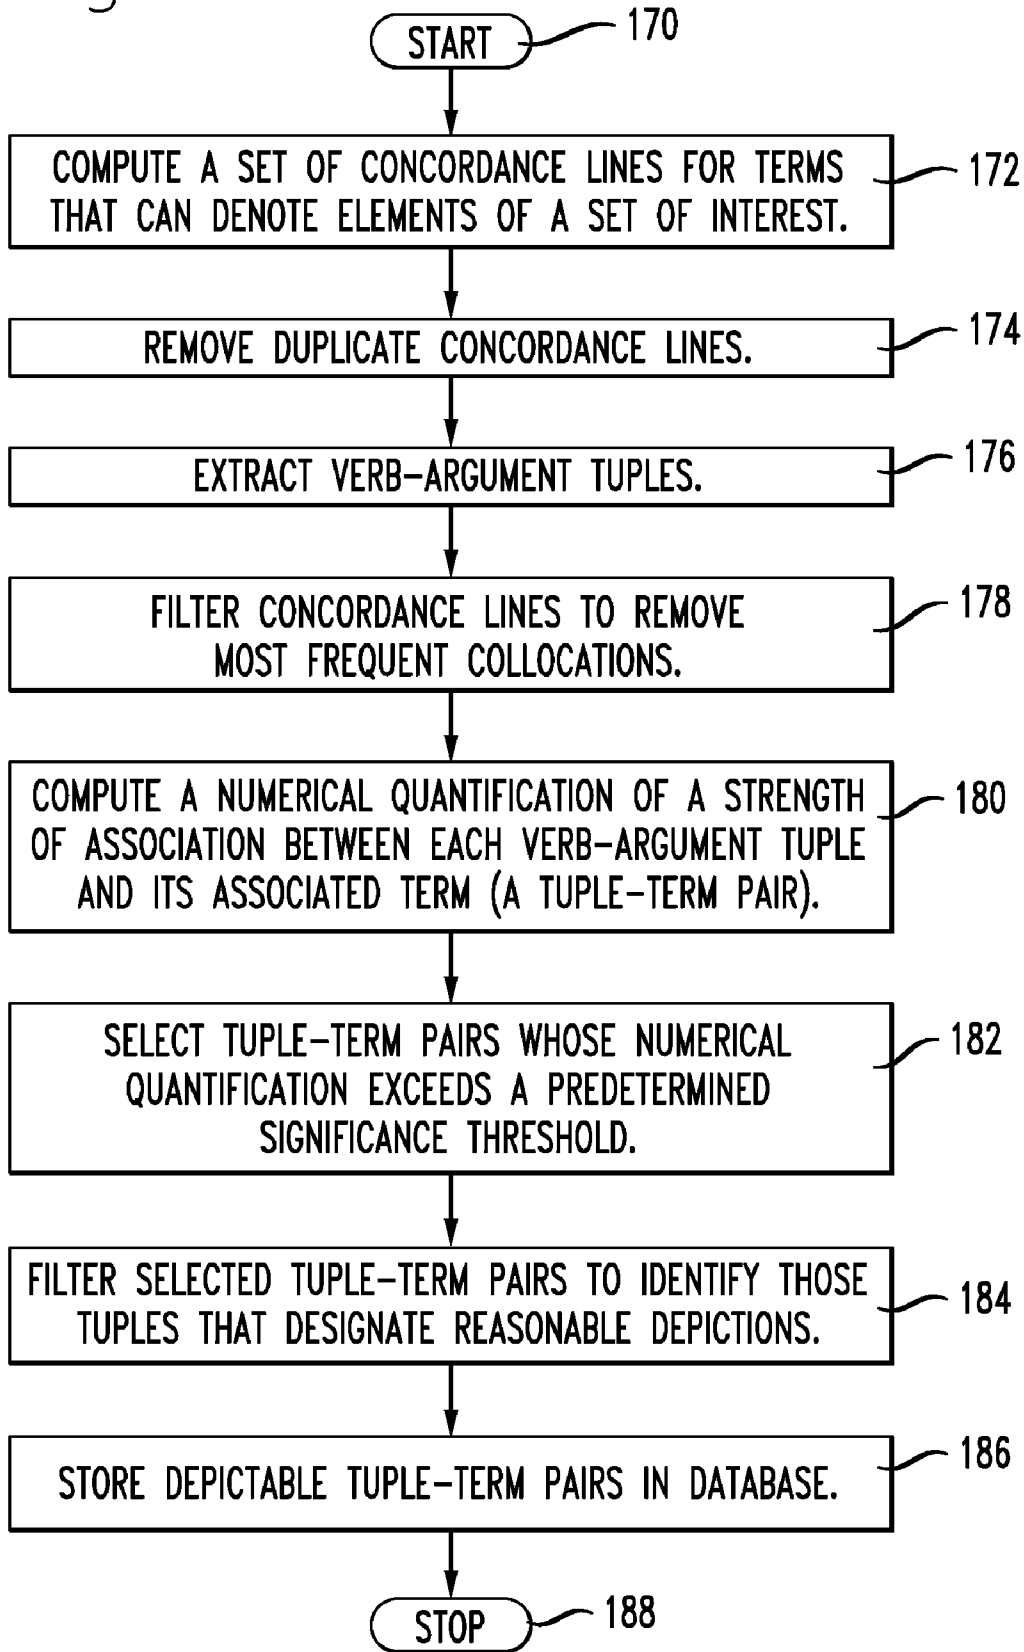 START
170
COMPUTE A SET OF CONCORDANCE LINES FOR TERMS
THAT CAN DENOTE ELEMENTS OF A SET OF INTEREST.
172
REMOVE DUPLICATE CONCORDANCE LINES.
174
EXTRACT VERB-ARGUMENT TUPLES.
176
FILTER CONCORDANCE LINES TO REMOVE
MOST FREQUENT COLLOCATIONS.
178
COMPUTE A NUMERICAL QUANTIFICATION OF A STRENGTH
OF ASSOCIATION BETWEEN EACH VERB-ARGUMENT TUPLE
AND ITS ASSOCIATED TERM (A TUPLE-TERM PAIR).
180
SELECT TUPLE-TERM PAIRS WHOSE NUMERICAL
QUANTIFICATION EXCEEDS A PREDETERMINED
SIGNIFICANCE THRESHOLD.
182
FILTER SELECTED TUPLE-TERM PAIRS TO IDENTIFY THOSE
TUPLES THAT DESIGNATE REASONABLE DEPICTIONS.
184
STORE DEPICTABLE TUPLE-TERM PAIRS IN DATABASE.
186
STOP
188